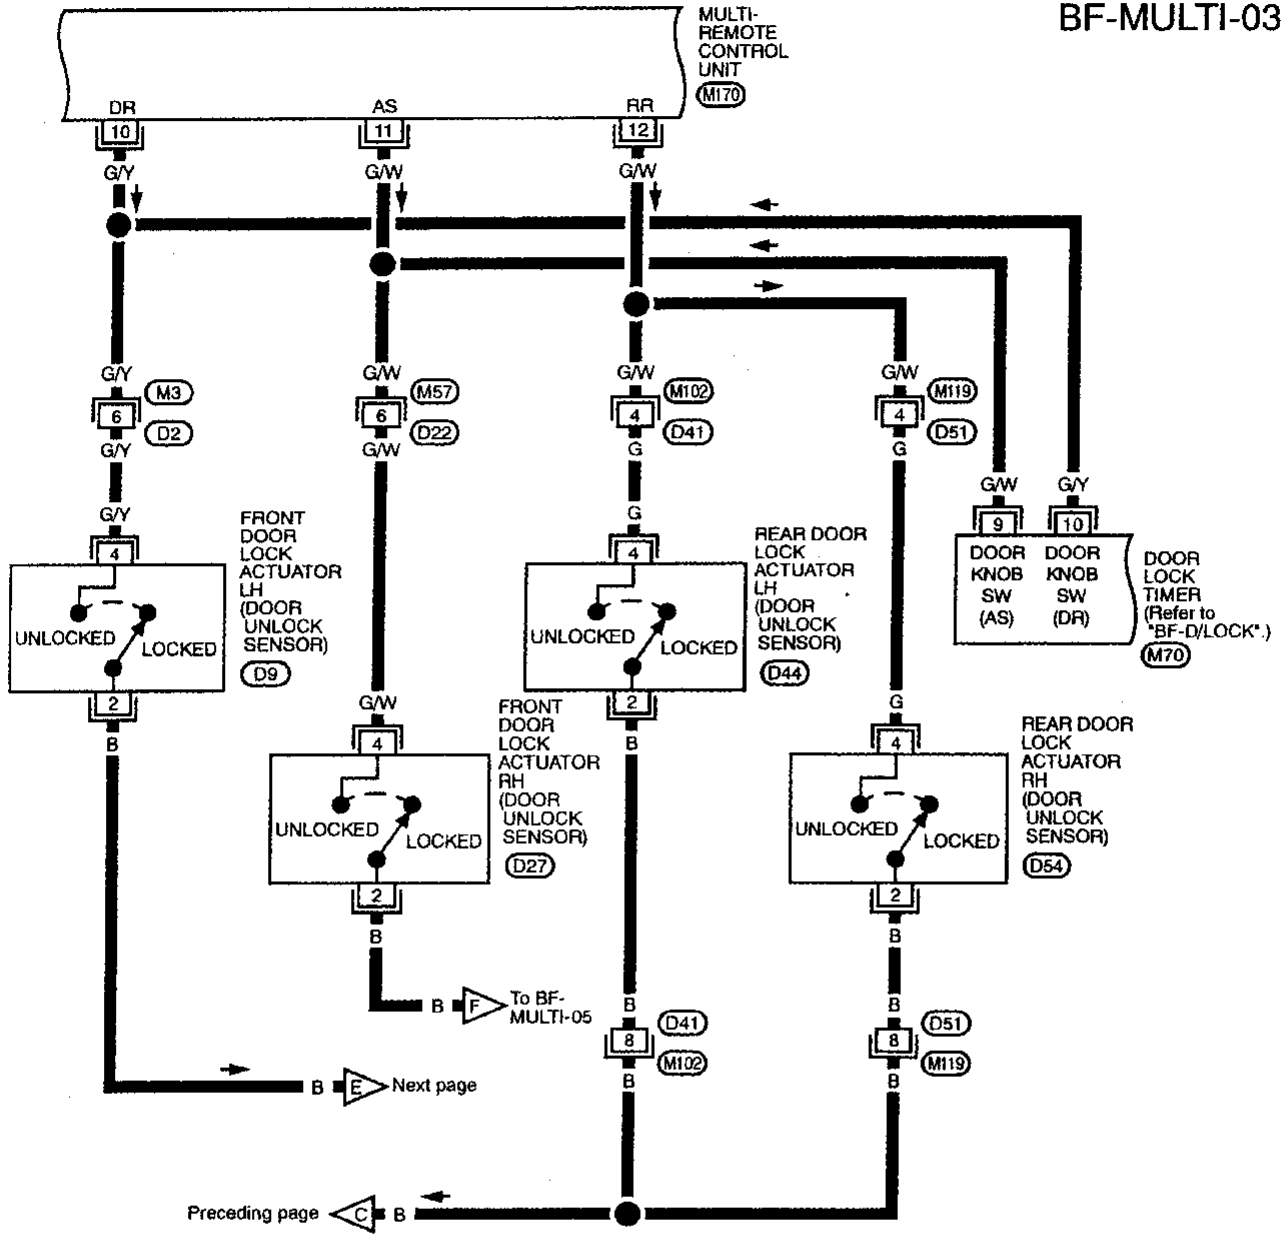 BF-MULTI-03
MULTI-
REMOTE
CONTROL
UNIT
M170
DR
AS
RR
10
11
12
G/Y
G/W
G/W
G/Y
G/W
G/W
G/W
M3
M57
M102
M119
6
6
4
4
D2
D22
D41
D51
G/Y
G/W
G
G
G/W
G/Y
9
10
DOOR
KNOB
SW
(AS)
DOOR
KNOB
SW
(DR)
DOOR
LOCK
TIMER
(Refer to
"BF-D/LOCK".)
M70
G/Y
G
4
4
FRONT
DOOR
LOCK
ACTUATOR
LH
(DOOR
UNLOCK
SENSOR)
D9
UNLOCKED
LOCKED
REAR DOOR
LOCK
ACTUATOR
LH
(DOOR
UNLOCK
SENSOR)
D44
UNLOCKED
LOCKED
2
2
B
B
G/W
G
4
4
FRONT
DOOR
LOCK
ACTUATOR
RH
(DOOR
UNLOCK
SENSOR)
D27
UNLOCKED
LOCKED
REAR DOOR
LOCK
ACTUATOR
RH
(DOOR
UNLOCK
SENSOR)
D54
UNLOCKED
LOCKED
2
2
B
B
B
F
To BF-
MULTI-05
B
B
D41
D51
8
8
M102
M119
B
B
B
E
Next page
Preceding page
C
B